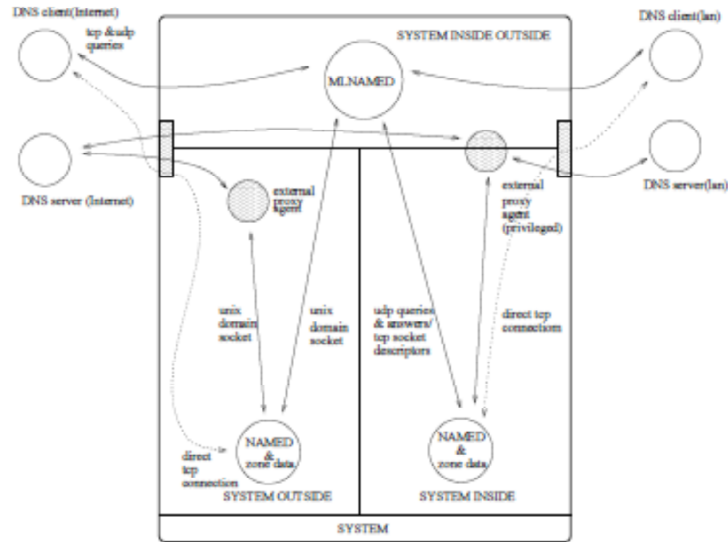 DNS client(Internet)
tcp &udp
queries
DNS client(lan)
SYSTEM INSIDE OUTSIDE
MLNAMED
DNS server (Internet)
DNS server(lan)
external
proxy
agent
external
proxy
agent
(privileged)
unix
domain
socket
unix
domain
socket
udp queries
& answers/
tcp socket
descriptors
direct tcp
connections
NAMED
&
zone data
NAMED
&
zone data
direct
tcp
connection
SYSTEM OUTSIDE
SYSTEM INSIDE
SYSTEM